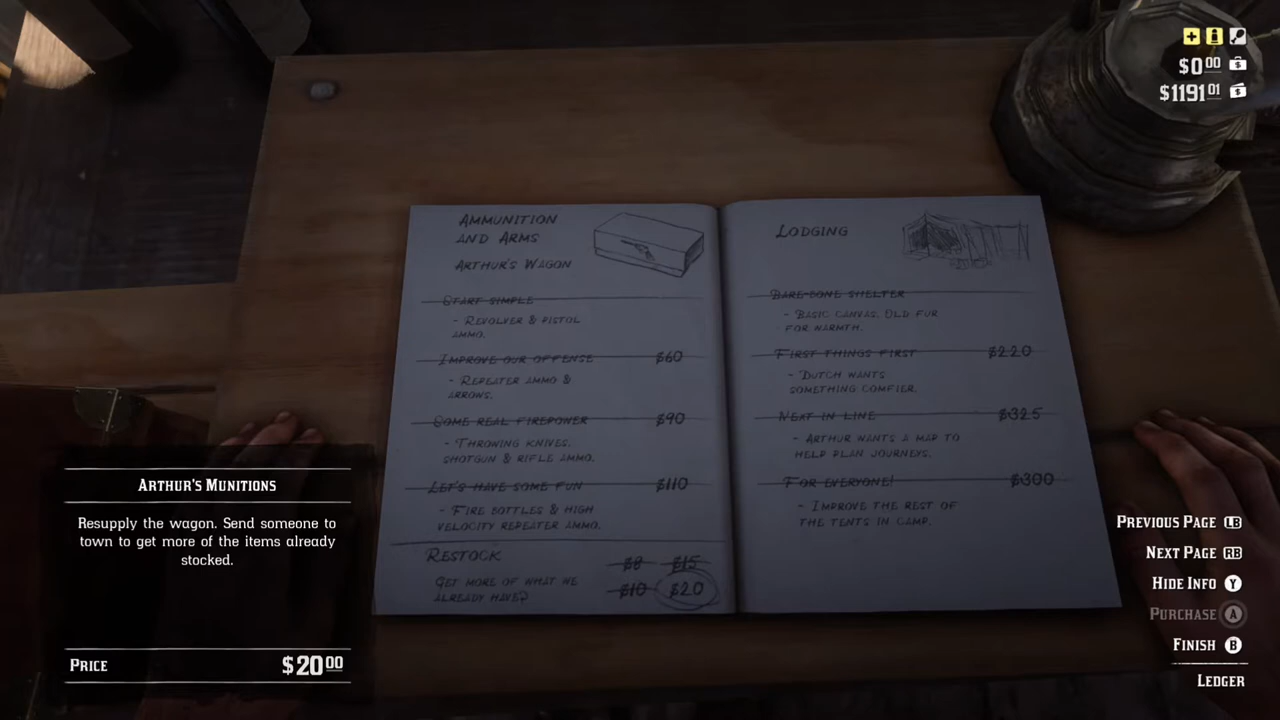 $0.00
$1191.01
Ammunition
and Arms
Arthur's Wagon
Start simple
- Revolver & pistol
ammo.
Improve our offense $60
- Repeater ammo &
arrows.
Some real firepower $90
- Throwing knives.
shotgun & rifle ammo.
Let's have some fun $110
- Fire bottles & high
velocity repeater ammo.
Restock $8 $15
Get more of what we
already have? $10 $20
Lodging
Bare-bone shelter
- Basic canvas. Old fur
for warmth.
First things first $220
- Dutch wants
something comfier.
Next in line $325
- Arthur wants a map to
help plan journeys.
For everyone! $300
- Improve the rest of
the tents in camp.
Arthur's Munitions
Resupply the wagon. Send someone to
town to get more of the items already
stocked.
Price $20.00
Previous Page LB
Next Page RB
Hide Info Y
Purchase A
Finish B
Ledger